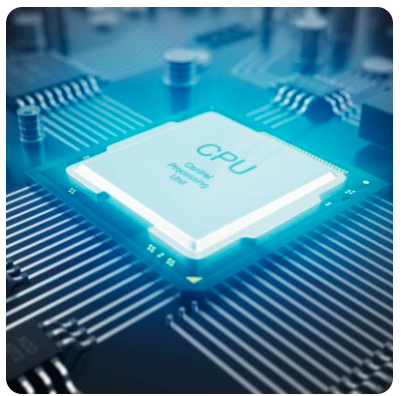 CPU
Central
Processing
Unit